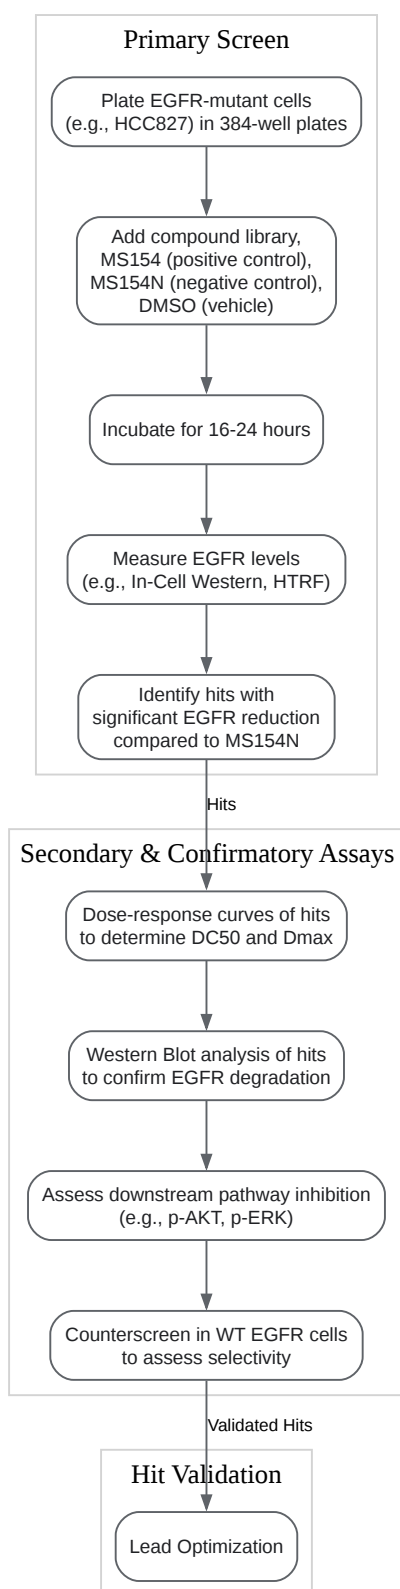 Primary Screen
Plate EGFR-mutant cells
(e.g., HCC827) in 384-well plates
Add compound library,
MS154 (positive control),
MS154N (negative control),
DMSO (vehicle)
Incubate for 16-24 hours
Measure EGFR levels
(e.g., In-Cell Western, HTRF)
Identify hits with
significant EGFR reduction
compared to MS154N
Hits
Secondary & Confirmatory Assays
Dose-response curves of hits
to determine DC50 and Dmax
Western Blot analysis of hits
to confirm EGFR degradation
Assess downstream pathway inhibition
(e.g., p-AKT, p-ERK)
Counterscreen in WT EGFR cells
to assess selectivity
Validated Hits
Hit Validation
Lead Optimization